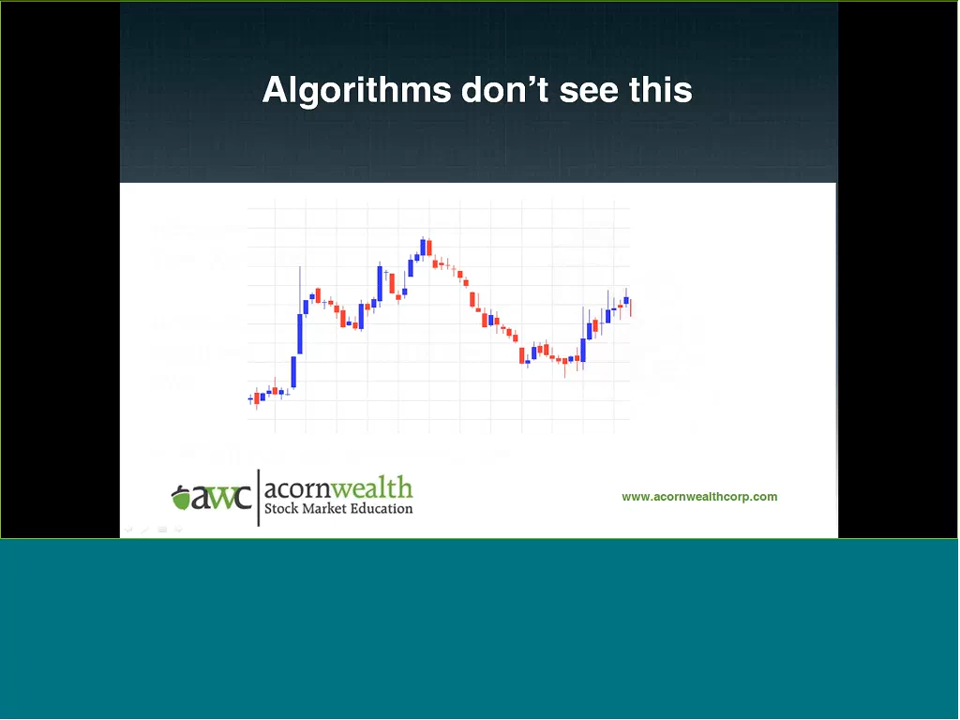 Algorithms don’t see this
awc
acornwealth
Stock Market Education
www.acornwealthcorp.com